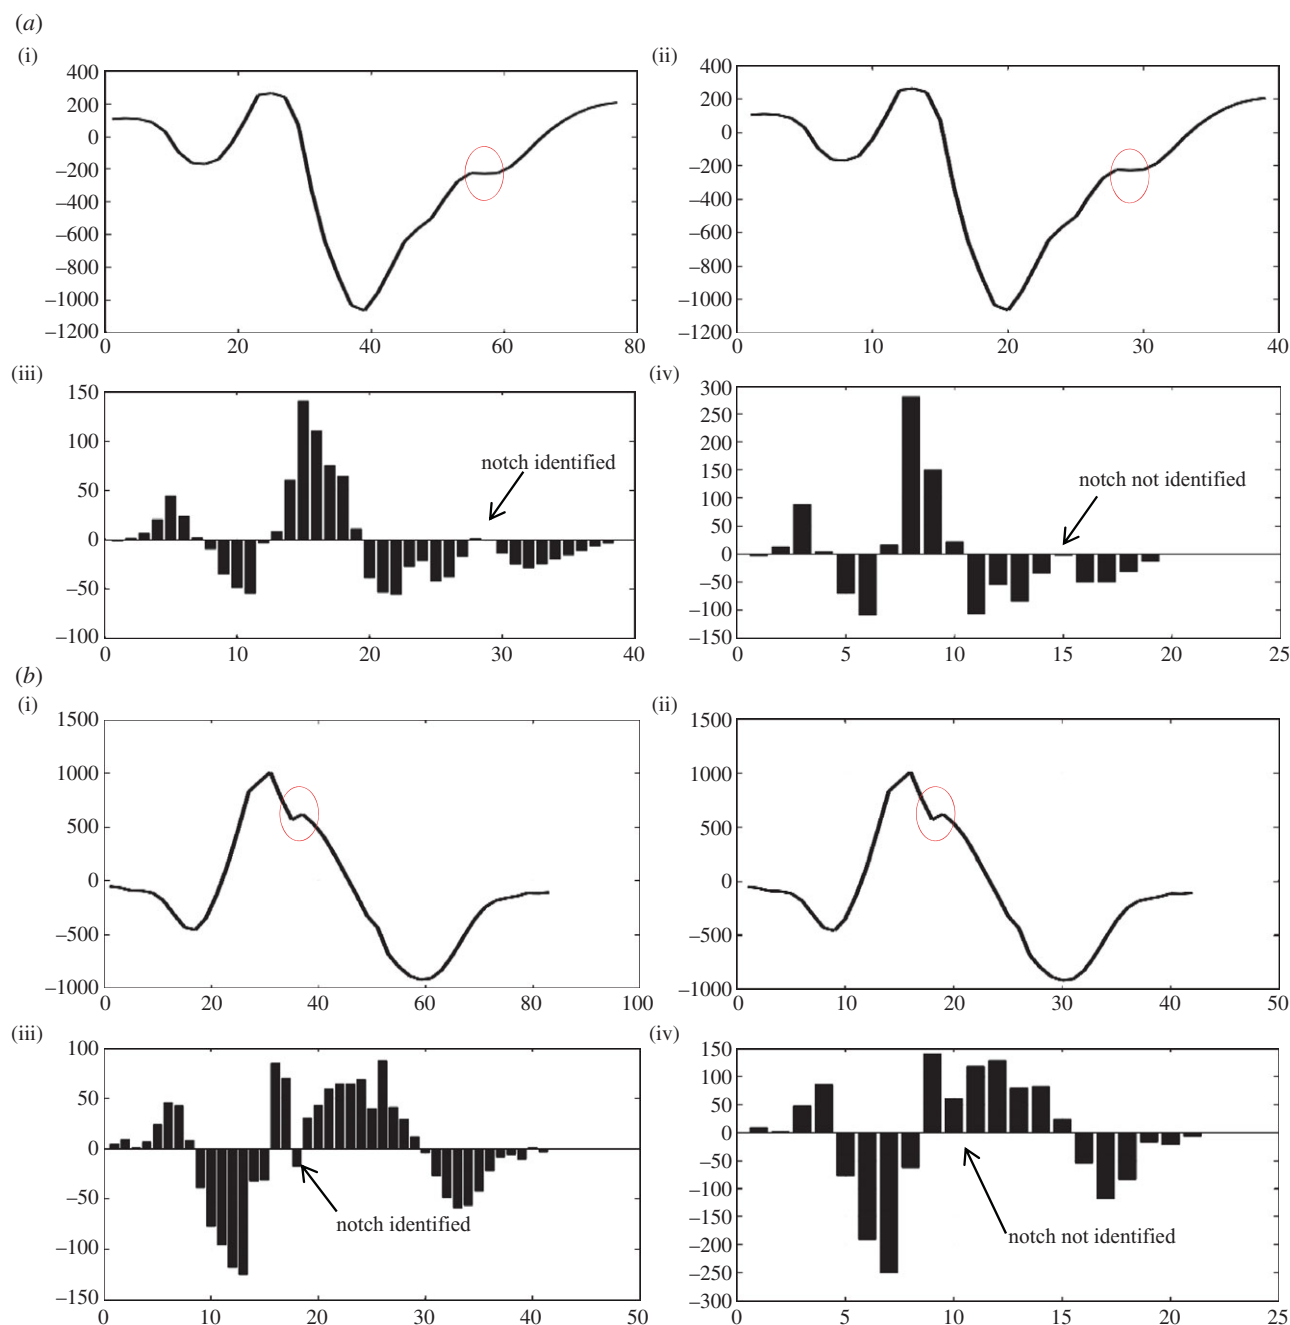 (a)
(i)
400
200
0
–200
–400
–600
–800
–1000
–1200
0 20 40 60 80
(ii)
400
200
0
–200
–400
–600
–800
–1000
–1200
0 10 20 30 40
(iii)
150
100
50
0
–50
–100
notch identified
0 10 20 30 40
(iv)
300
250
200
150
100
50
0
–50
–100
–150
notch not identified
0 5 10 15 20 25
(b)
(i)
1500
1000
500
0
–500
–1000
0 20 40 60 80 100
(ii)
1500
1000
500
0
–500
–1000
0 10 20 30 40 50
(iii)
100
50
0
–50
–100
–150
notch identified
0 10 20 30 40 50
(iv)
150
100
50
0
–50
–100
–150
–200
–250
–300
notch not identified
0 5 10 15 20 25